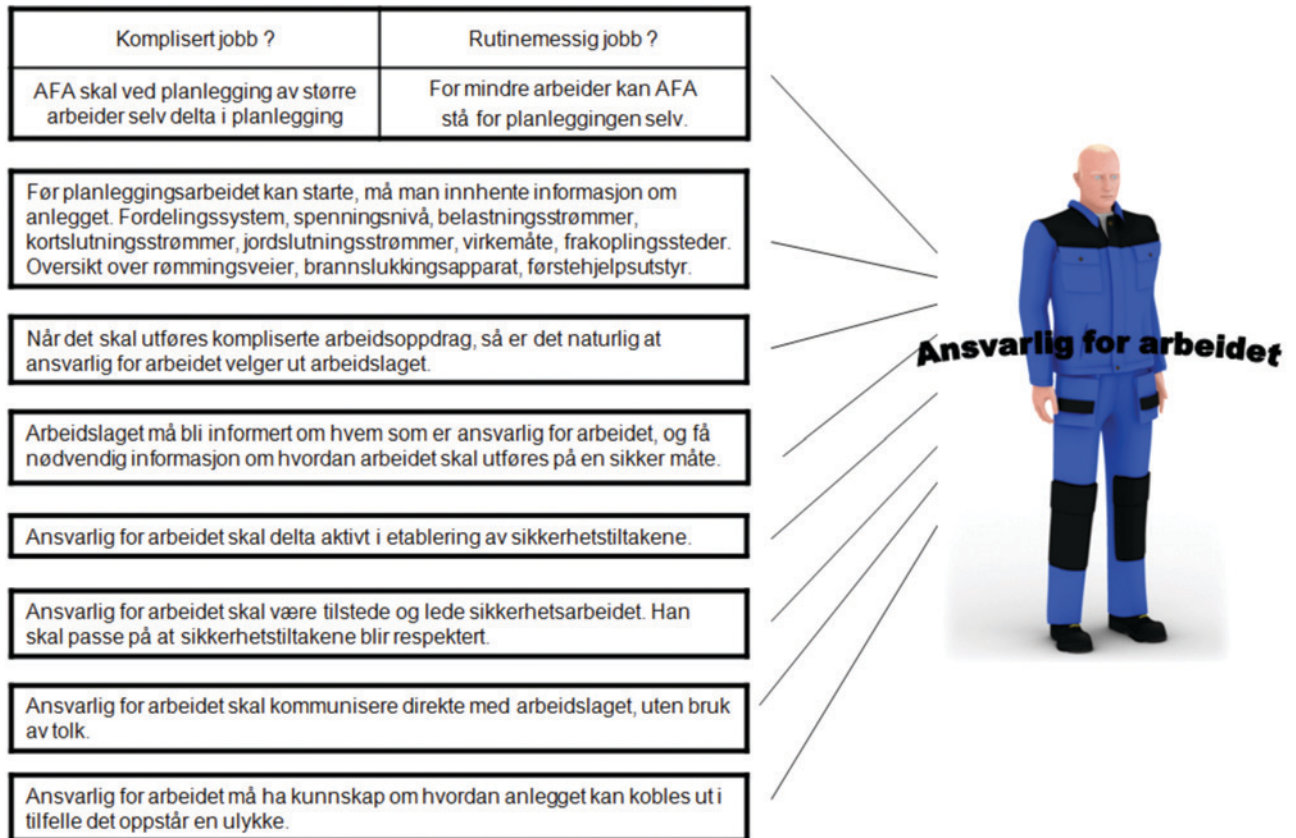 Komplisert jobb ?
Rutinemessig jobb ?
AFA skal ved planlegging av større
arbeider selv delta i planlegging
For mindre arbeider kan AFA
stå for planleggingen selv.
Før planleggingsarbeidet kan starte, må man innhente informasjon om
anlegget. Fordelingssystem, spenningsnivå, belastningsstrømmer,
kortslutningsstrømmer, jordslutningsstrømmer, virkemåte, frakoplingssteder.
Oversikt over rømmingsveier, brannslukkingsapparat, førstehjelpsutstyr.
Når det skal utføres kompliserte arbeidsoppdrag, så er det naturlig at
ansvarlig for arbeidet velger ut arbeidslaget.
Arbeidslaget må bli informert om hvem som er ansvarlig for arbeidet, og få
nødvendig informasjon om hvordan arbeidet skal utføres på en sikker måte.
Ansvarlig for arbeidet skal delta aktivt i etablering av sikkerhetstiltakene.
Ansvarlig for arbeidet skal være tilstede og lede sikkerhetsarbeidet. Han
skal passe på at sikkerhetstiltakene blir respektert.
Ansvarlig for arbeidet skal kommunisere direkte med arbeidslaget, uten bruk
av tolk.
Ansvarlig for arbeidet må ha kunnskap om hvordan anlegget kan kobles ut i
tilfelle det oppstår en ulykke.
Ansvarlig for arbeidet